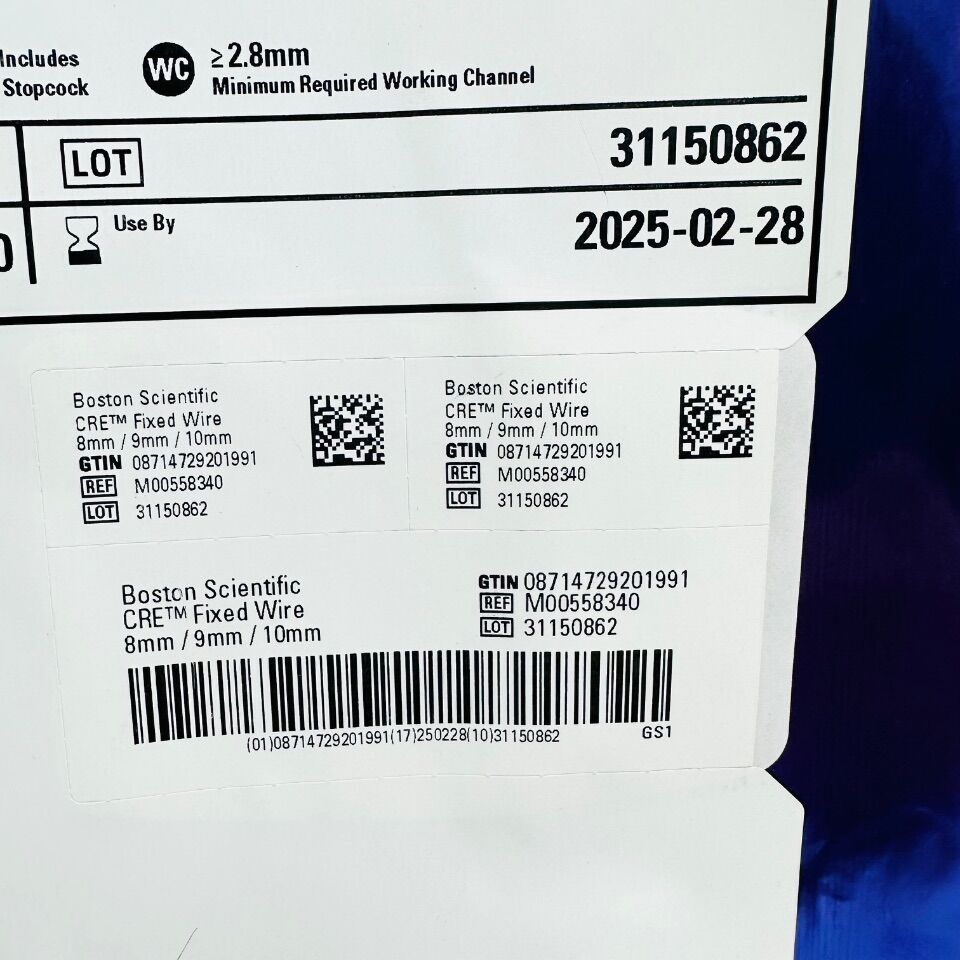 Includes
Stopcock
WC
≥2.8mm
Minimum Required Working Channel
LOT
31150862
0
Use By
2025-02-28
Boston Scientific
CRE™ Fixed Wire
8mm / 9mm / 10mm
GTIN 08714729201991
REF M00558340
LOT 31150862
Boston Scientific
CRE™ Fixed Wire
8mm / 9mm / 10mm
GTIN 08714729201991
REF M00558340
LOT 31150862
Boston Scientific
CRE™ Fixed Wire
8mm / 9mm / 10mm
GTIN 08714729201991
REF M00558340
LOT 31150862
(01)08714729201991(17)250228(10)31150862
GS1